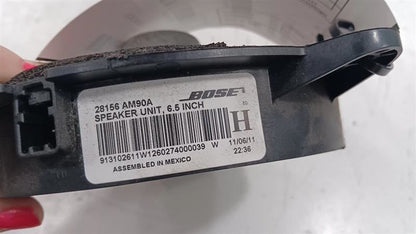 28156 AM90A
SPEAKER UNIT, 6.5 INCH
BOSE
H
913102611W1260274000039 W
11/06/11
ASSEMBLED IN MEXICO
22:36